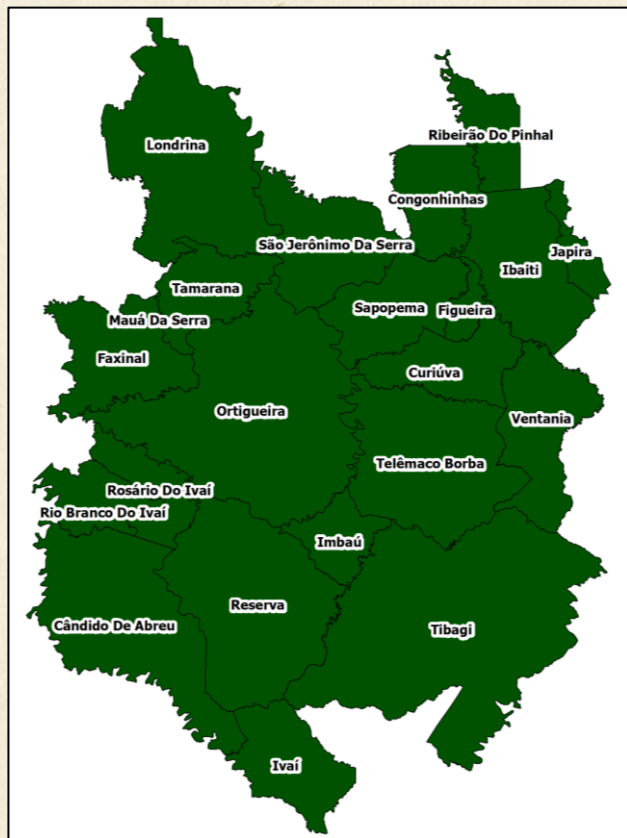 Ribeirão Do Pinhal
Londrina
Congonhinhas
São Jerônimo Da Serra
Japira
Ibaiti
Tamarana
Sapopema
Figueira
Mauá Da Serra
Faxinal
Curiúva
Ortigueira
Ventania
Telêmaco Borba
Rosário Do Ivaí
Rio Branco Do Ivaí
Imbaú
Reserva
Cândido De Abreu
Tibagi
Ivaí